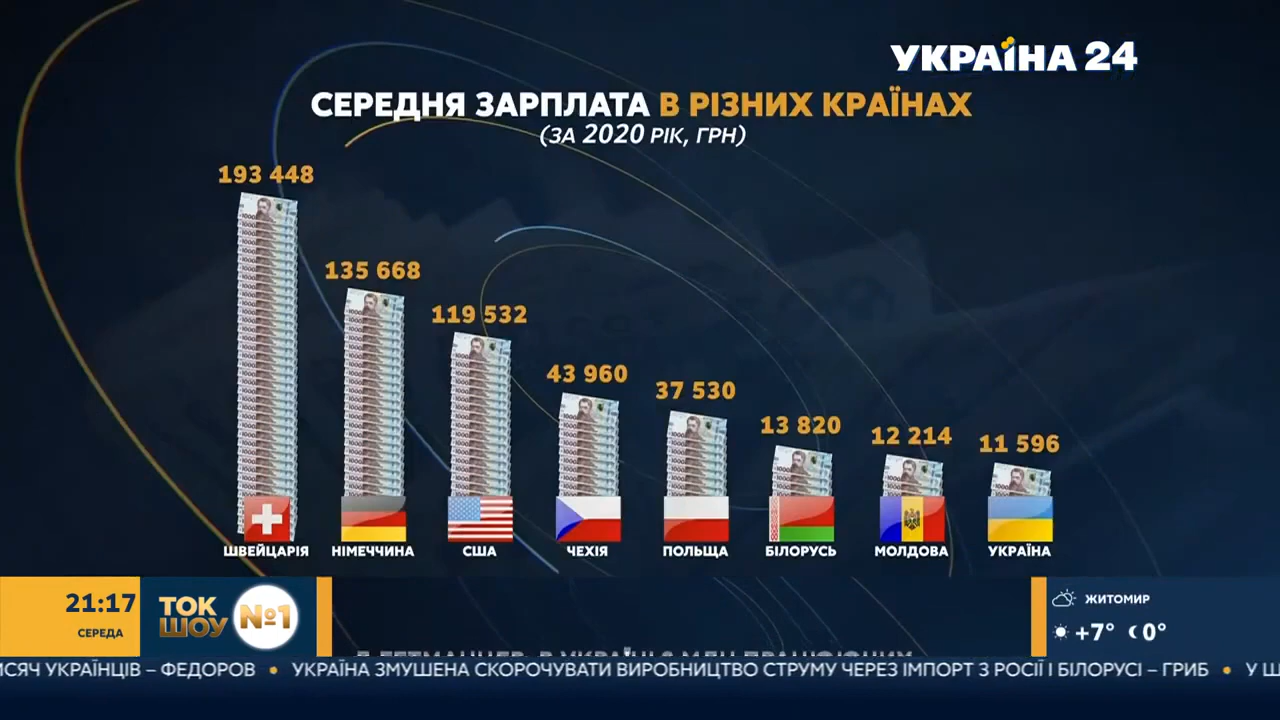 УКРАЇНА 24
СЕРЕДНЯ ЗАРПЛАТА В РІЗНИХ КРАЇНАХ
(ЗА 2020 РІК, ГРН)
193 448
135 668
119 532
43 960
37 530
13 820
12 214
11 596
ШВЕЙЦАРІЯ
НІМЕЧЧИНА
США
ЧЕХІЯ
ПОЛЬЩА
БІЛОРУСЬ
МОЛДОВА
УКРАЇНА
21:17
СЕРЕДА
ТОК
ШОУ
№1
ЖИТОМИР
+7° 0°
ИСЯЧ УКРАЇНЦІВ – ФЕДОРОВ • УКРАЇНА ЗМУШЕНА СКОРОЧУВАТИ ВИРОБНИЦТВО СТРУМУ ЧЕРЕЗ ІМПОРТ З РОСІЇ І БІЛОРУСІ – ГРИБ • У Ш